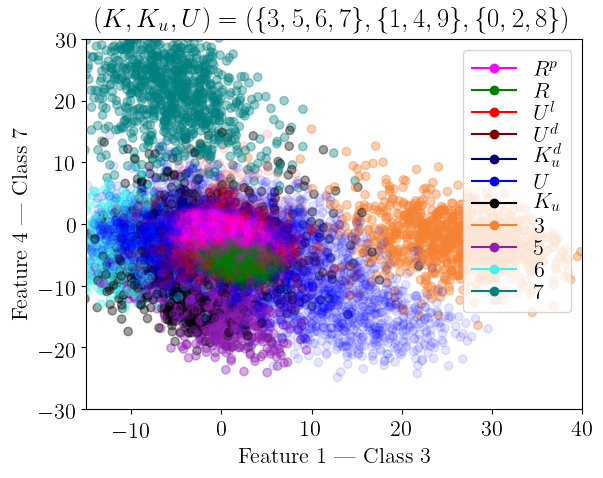 (K, K_u, U) = ({3, 5, 6, 7}, {1, 4, 9}, {0, 2, 8})
30
20
10
0
−10
−20
−30
Feature 4 — Class 7
R^p
R
U^l
U^d
K_u^d
U
K_u
3
5
6
7
−10
0
10
20
30
40
Feature 1 — Class 3